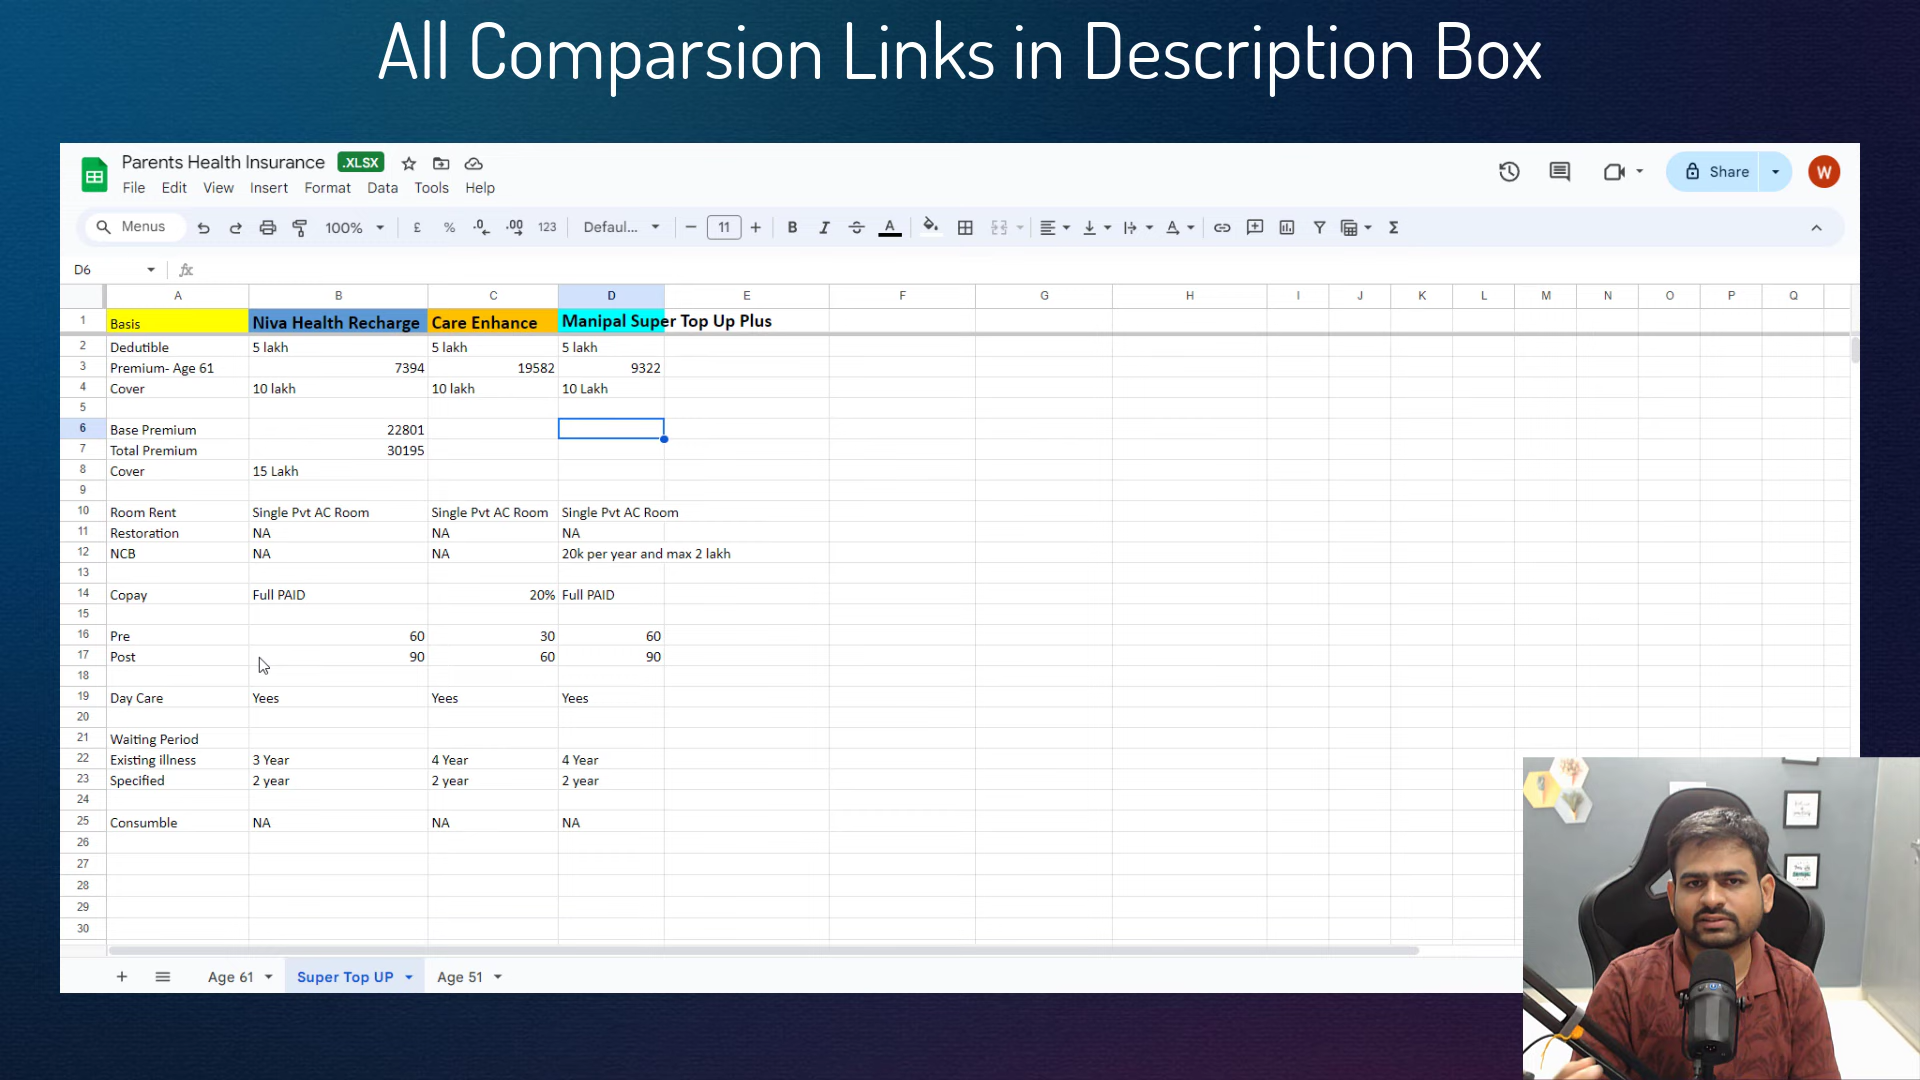 All Comparsion Links in Description Box
Parents Health Insurance .XLSX
Share
W
File Edit View Insert Format Data Tools Help
Menus 100% £ % .0 .00 123 Defaul... 11 B I A
D6 fx
A B C D E F G H I J K L M N O P Q
1 Basis Niva Health Recharge Care Enhance Manipal Super Top Up Plus
2 Dedutible 5 lakh 5 lakh 5 lakh
3 Premium- Age 61 7394 19582 9322
4 Cover 10 lakh 10 lakh 10 Lakh
5
6 Base Premium 22801
7 Total Premium 30195
8 Cover 15 Lakh
9
10 Room Rent Single Pvt AC Room Single Pvt AC Room Single Pvt AC Room
11 Restoration NA NA NA
12 NCB NA NA 20k per year and max 2 lakh
13
14 Copay Full PAID 20% Full PAID
15
16 Pre 60 30 60
17 Post 90 60 90
18
19 Day Care Yees Yees Yees
20
21 Waiting Period
22 Existing illness 3 Year 4 Year 4 Year
23 Specified 2 year 2 year 2 year
24
25 Consumble NA NA NA
26
27
28
29
30
Age 61 Super Top UP Age 51